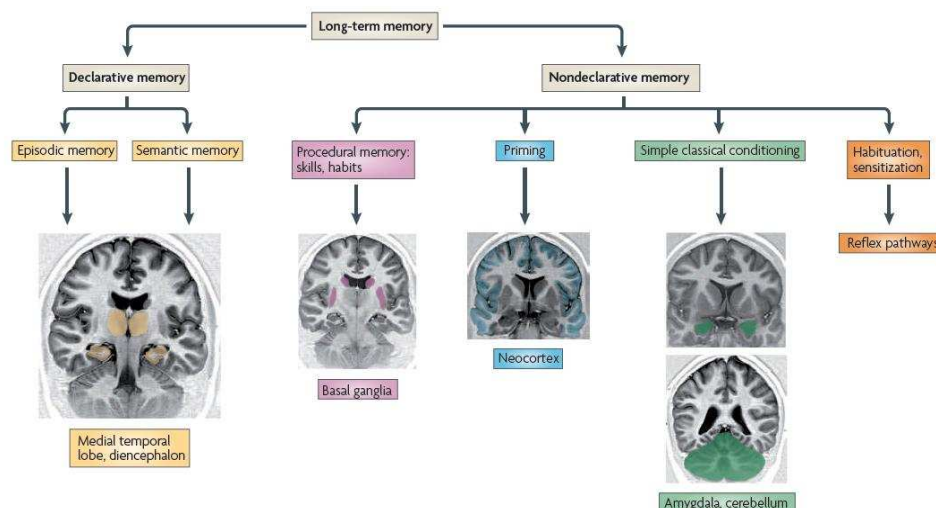 Long-term memory
Declarative memory
Nondeclarative memory
Episodic memory
Semantic memory
Procedural memory:
skills, habits
Priming
Simple classical conditioning
Habituation,
sensitization
Reflex pathways
Neocortex
Basal ganglia
Medial temporal
lobe, diencephalon
Amygdala, cerebellum